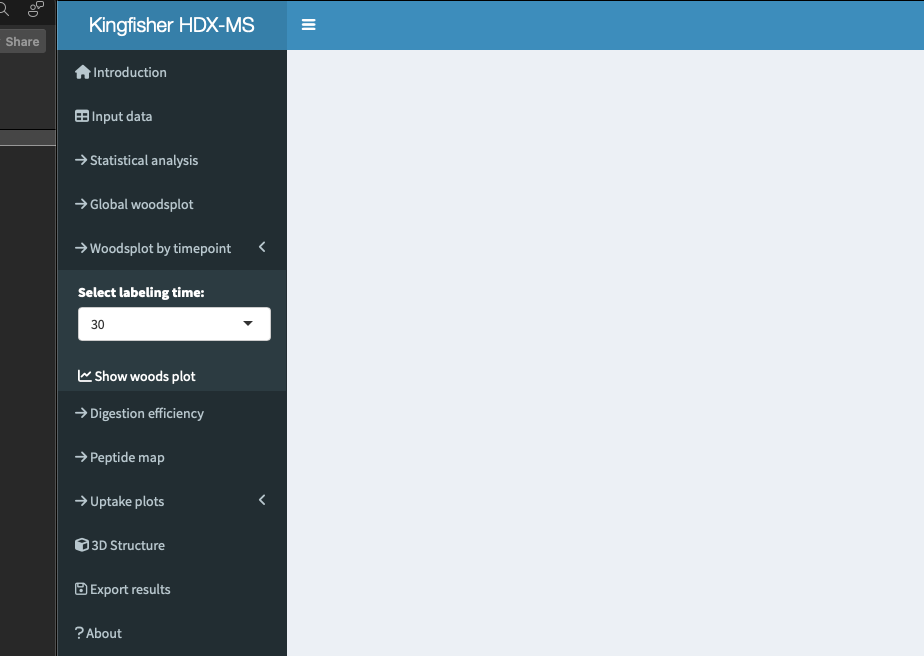 Share
Kingfisher HDX-MS
Introduction
Input data
Statistical analysis
Global woodsplot
Woodsplot by timepoint
Select labeling time:
30
Show woods plot
Digestion efficiency
Peptide map
Uptake plots
3D Structure
Export results
About